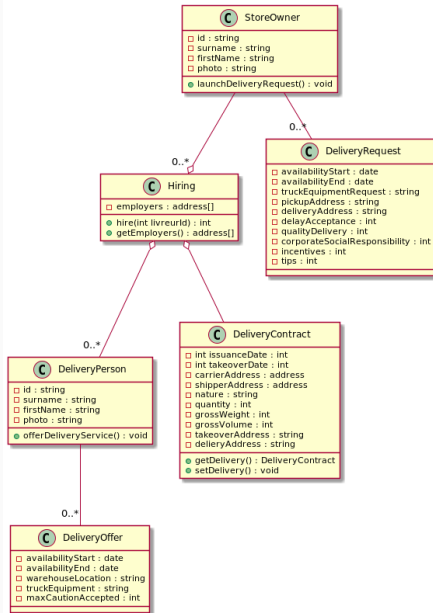 C StoreOwner
id : string
surname : string
firstName : string
photo : string
launchDeliveryRequest() : void
0..*
0..*
C Hiring
employers : address[]
hire(int livreurId) : int
getEmployers() : address[]
C DeliveryRequest
availabilityStart : date
availabilityEnd : date
truckEquipmentRequest : string
pickupAddress : string
deliveryAddress : string
delayAcceptance : int
qualityDelivery : int
corporateSocialResponsibility : int
incentives : int
tips : int
0..*
C DeliveryPerson
id : string
surname : string
firstName : string
photo : string
offerDeliveryService() : void
C DeliveryContract
int issuanceDate : int
int takeoverDate : int
carrierAddress : address
shipperAddress : address
nature : string
quantity : int
grossWeight : int
grossVolume : int
takeoverAddress : string
delieryAddress : string
getDelivery() : DeliveryContract
setDelivery() : void
0..*
C DeliveryOffer
availabilityStart : date
availabilityEnd : date
warehouseLocation : string
truckEquipment : string
maxCautionAccepted : int